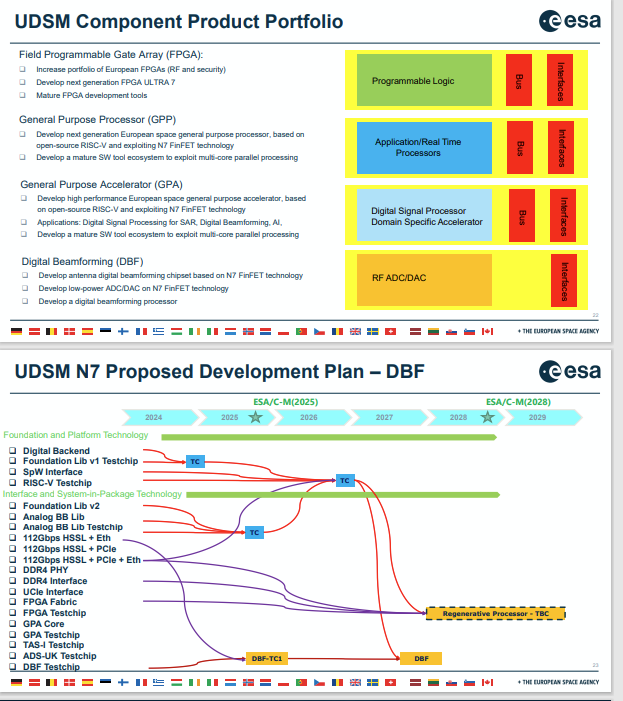 UDSM Component Product Portfolio
esa
Field Programmable Gate Array (FPGA):
❑ Increase portfolio of European FPGAs (RF and security)
❑ Develop next generation FPGA ULTRA 7
❑ Mature FPGA development tools
Programmable Logic
Bus
Interfaces
General Purpose Processor (GPP)
❑ Develop next generation European space general purpose processor, based on
open-source RISC-V and exploiting N7 FinFET technology
❑ Develop a mature SW tool ecosystem to exploit multi-core parallel processing
Application/Real Time
Processors
Bus
Interfaces
General Purpose Accelerator (GPA)
❑ Develop high performance European space general purpose accelerator, based
on open-source RISC-V and exploiting N7 FinFET technology
❑ Applications: Digital Signal Processing for SAR, Digital Beamforming, AI,
❑ Develop a mature SW tool ecosystem to exploit multi-core parallel processing
Digital Signal Processor
Domain Specific Accelerator
Bus
Interfaces
Digital Beamforming (DBF)
❑ Develop antenna digital beamforming chipset based on N7 FinFET technology
❑ Develop low-power ADC/DAC on N7 FinFET technology
❑ Develop a digital beamforming processor
RF ADC/DAC
Interfaces
22
→ THE EUROPEAN SPACE AGENCY
UDSM N7 Proposed Development Plan – DBF
esa
ESA/C-M(2025)
ESA/C-M(2028)
2024
2025
2026
2027
2028
2029
Foundation and Platform Technology
❑ Digital Backend
❑ Foundation Lib v1 Testchip
❑ SpW Interface
❑ RISC-V Testchip
TC
TC
Interface and System-in-Package Technology
❑ Foundation Lib v2
❑ Analog BB Lib
❑ Analog BB Lib Testchip
❑ 112Gbps HSSL + Eth
❑ 112Gbps HSSL + PCIe
❑ 112Gbps HSSL + PCIe + Eth
❑ DDR4 PHY
❑ DDR4 Interface
❑ UCIe Interface
❑ FPGA Fabric
❑ FPGA Testchip
❑ GPA Core
❑ GPA Testchip
❑ TAS-I Testchip
❑ ADS-UK Testchip
❑ DBF Testchip
TC
Regenerative Processor - TBC
DBF-TC1
DBF
23
→ THE EUROPEAN SPACE AGENCY